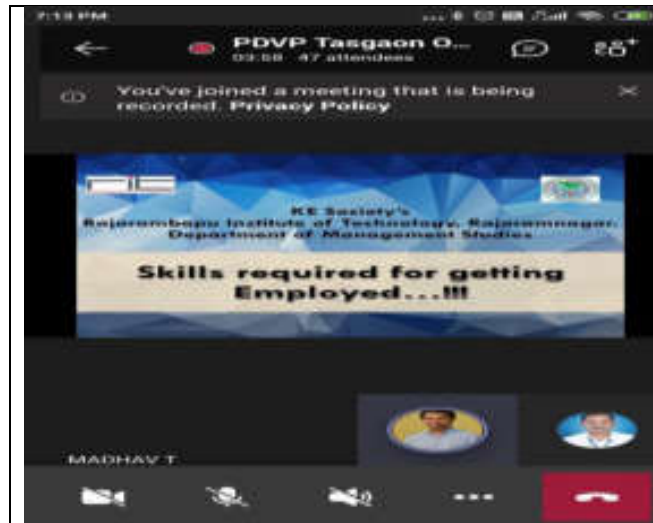 7:13 PM
PDVP Tasgaon O...
03:58 47 attendees
You've joined a meeting that is being
recorded. Privacy Policy
KE Society's
Rajarambapu Institute of Technology, Rajaramnagar.
Department of Management Studies
Skills required for getting
Employed...!!!
MADHAV T